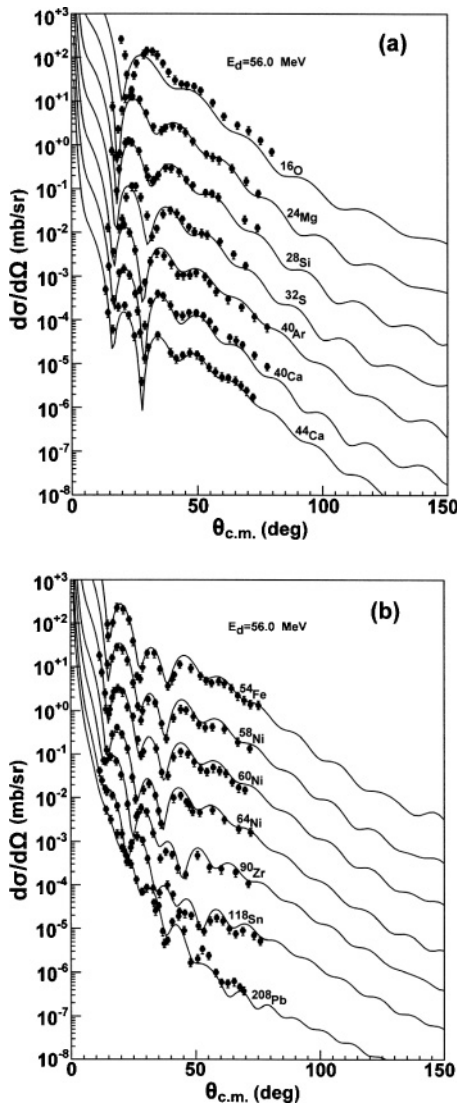 (a)
E_d=56.0 MeV
dσ/dΩ (mb/sr)
10^+3
10^+2
10^+1
10^+0
10^-1
10^-2
10^-3
10^-4
10^-5
10^-6
10^-7
10^-8
^16O
^24Mg
^28Si
^32S
^40Ar
^40Ca
^44Ca
0 50 100 150
θ_c.m. (deg)
(b)
E_d=56.0 MeV
dσ/dΩ (mb/sr)
10^+3
10^+2
10^+1
10^+0
10^-1
10^-2
10^-3
10^-4
10^-5
10^-6
10^-7
10^-8
^54Fe
^58Ni
^60Ni
^64Ni
^90Zr
^118Sn
^208Pb
0 50 100 150
θ_c.m. (deg)